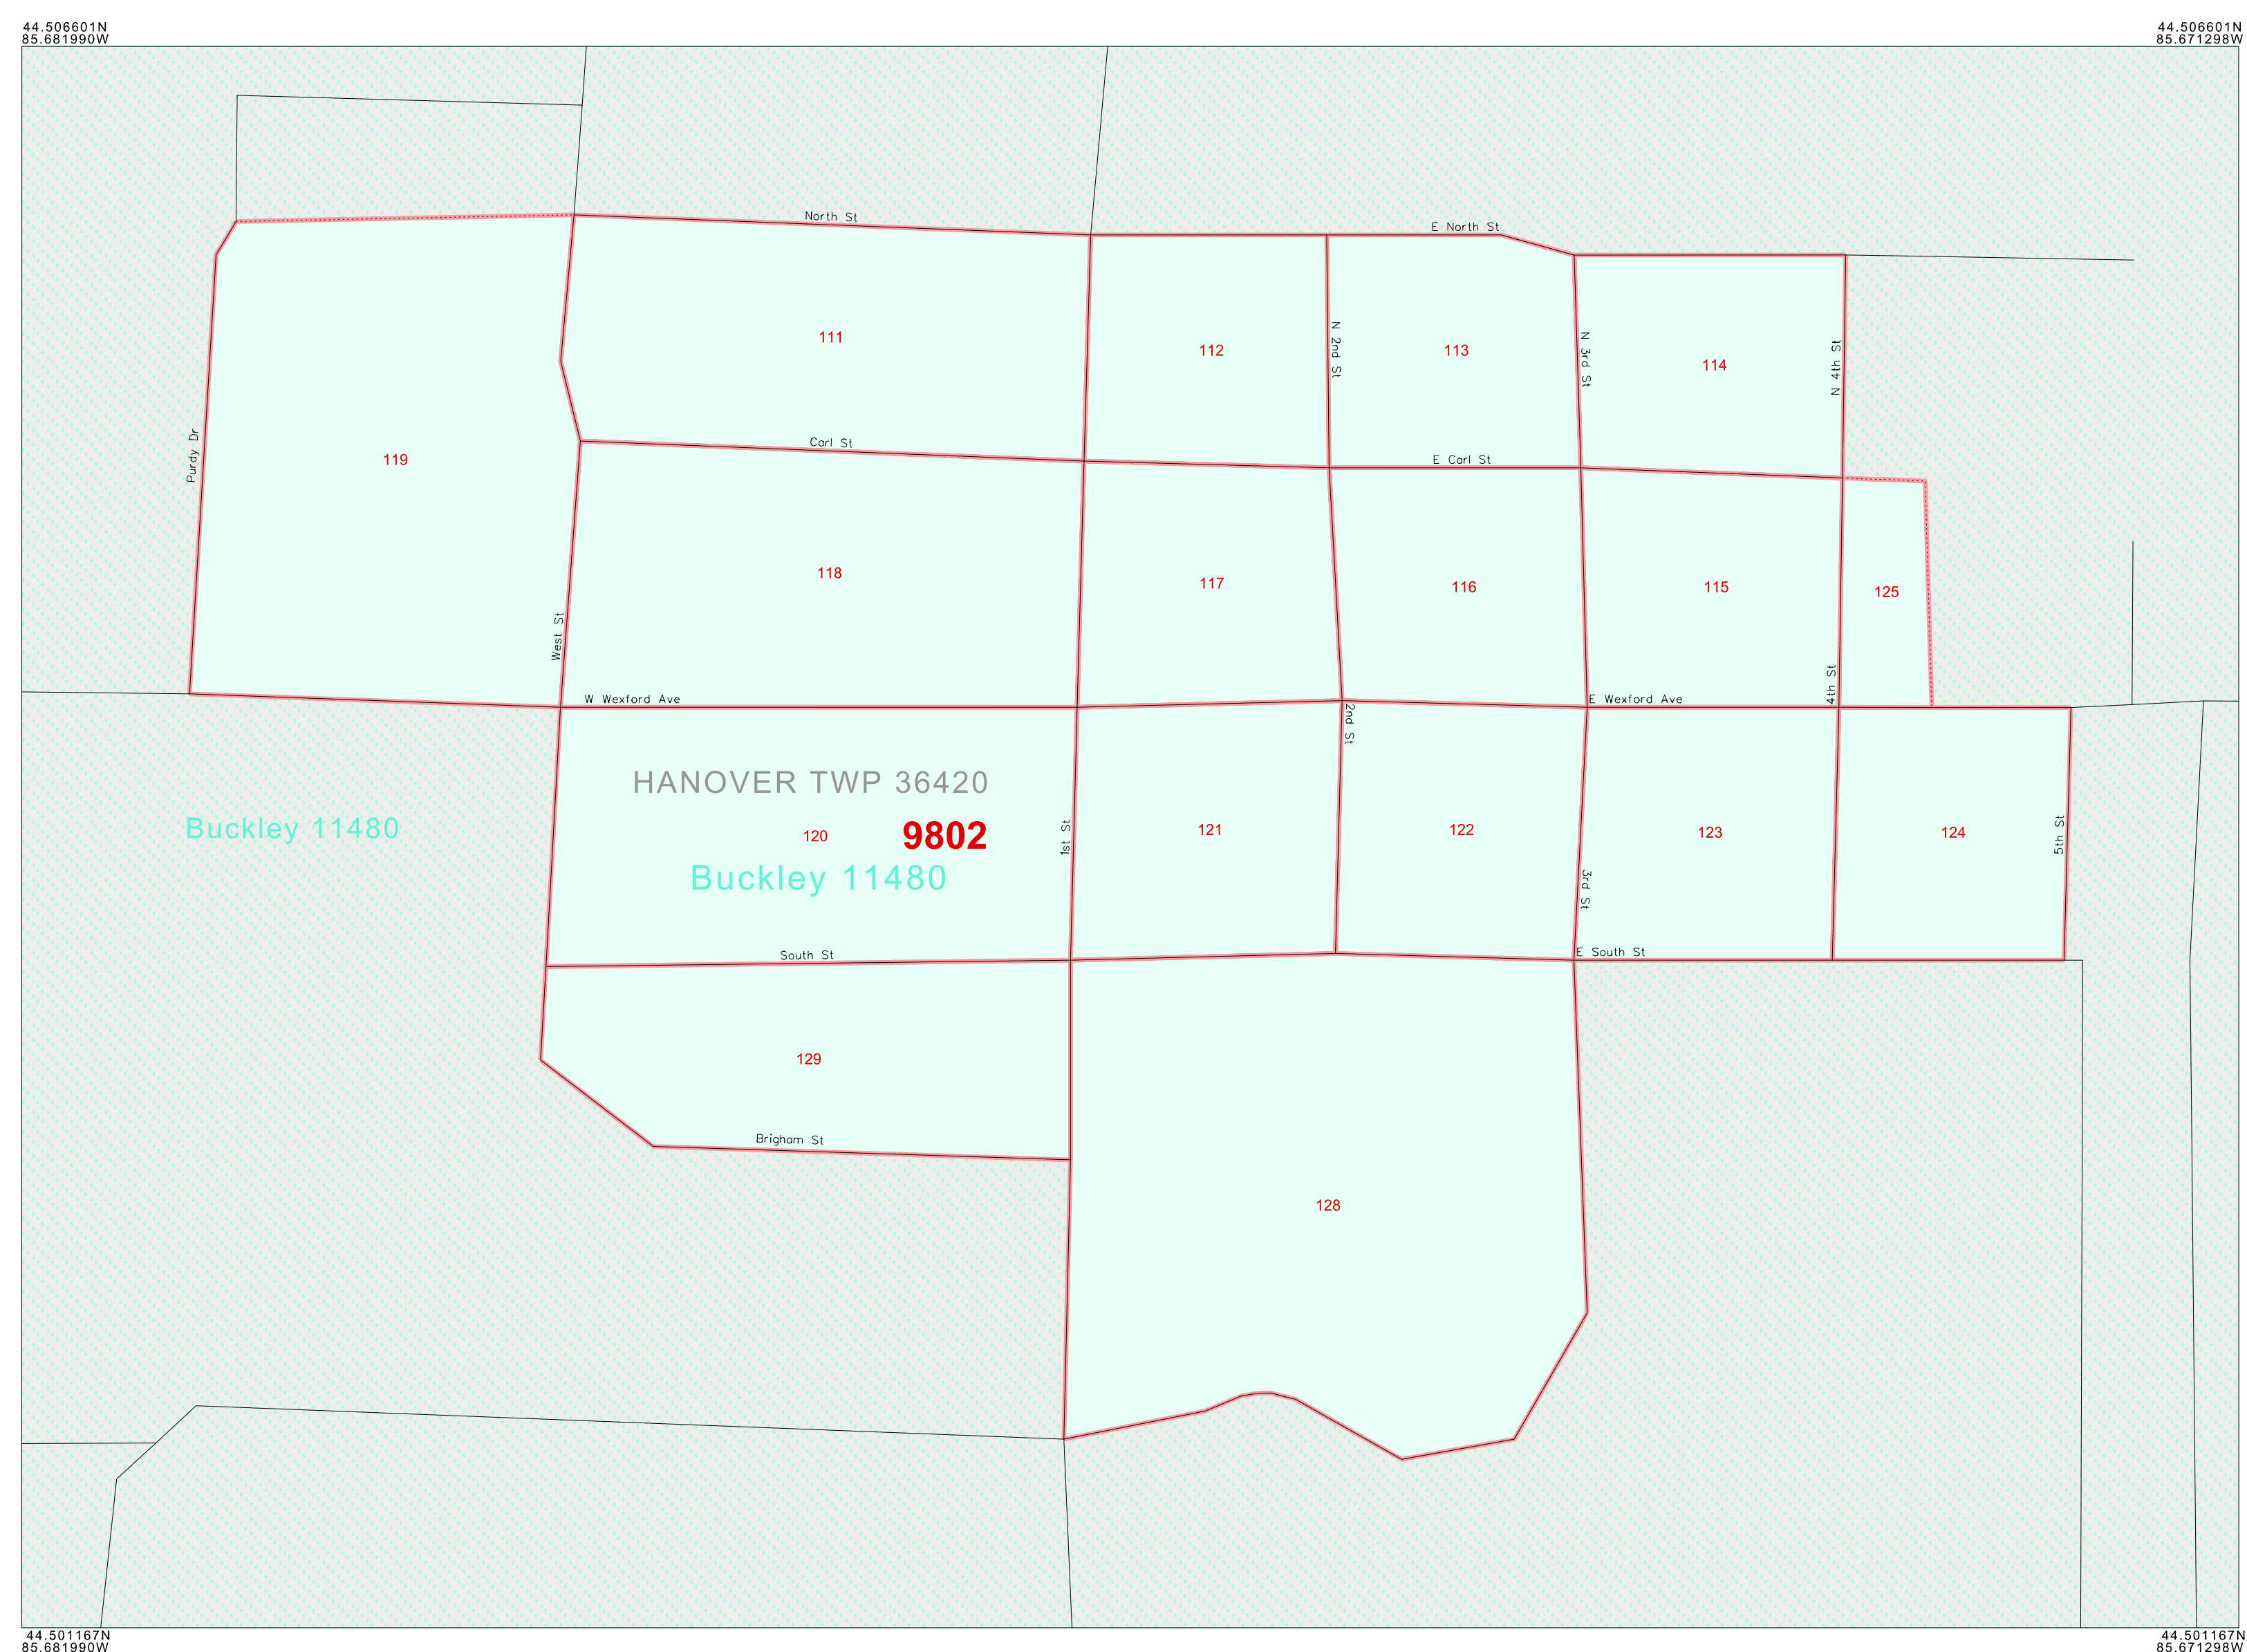 44.506601N
85.681990W
44.506601N
85.671298W
North St
E North St
111
112
113
114
N 2nd St
N 3rd St
N 4th St
Carl St
E Carl St
Purdy Dr
119
118
117
116
115
125
West St
4th St
W Wexford Ave
E Wexford Ave
2nd St
HANOVER TWP 36420
Buckley 11480
120
9802
1st St
121
122
123
124
5th St
Buckley 11480
3rd St
South St
E South St
129
Brigham St
128
44.501167N
85.681990W
44.501167N
85.671298W